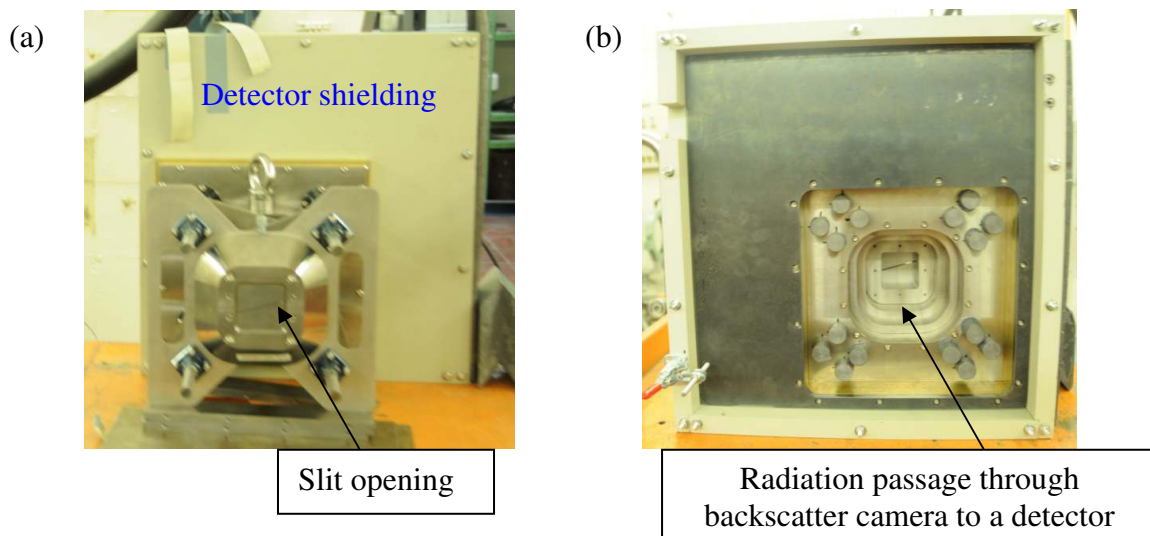 (a)
(b)
Detector shielding
Slit opening
Radiation passage through
backscatter camera to a detector